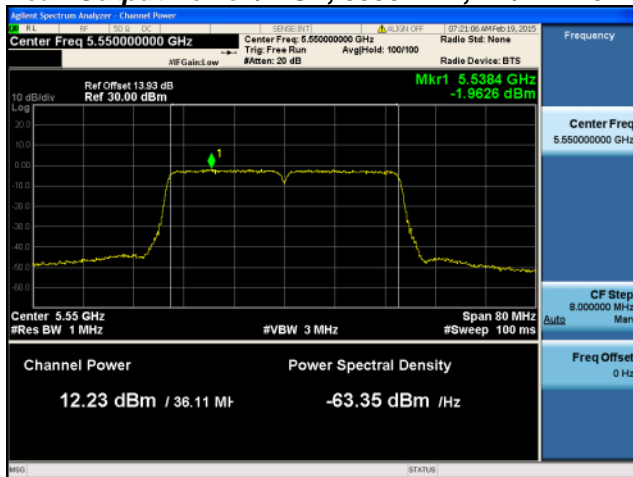 Agilent Spectrum Analyzer - Channel Power
RL RF 50 Ω DC SENSE:INT ALIGN OFF 07:21:06 AM Feb 19, 2015
Center Freq 5.550000000 GHz
Center Freq: 5.550000000 GHz
Radio Std: None
Trig: Free Run Avg|Hold: 100/100
#IFGain:Low #Atten: 20 dB Radio Device: BTS
Frequency
Mkr1 5.5384 GHz
-1.9626 dBm
Ref Offset 13.93 dB
10 dB/div Ref 30.00 dBm
Log
20.0
10.0
0.00
-10.0
-20.0
-30.0
-40.0
-50.0
-60.0
1
Center 5.55 GHz Span 80 MHz
#Res BW 1 MHz #VBW 3 MHz #Sweep 100 ms
Channel Power Power Spectral Density
12.23 dBm / 36.11 MH -63.35 dBm /Hz
Center Freq
5.550000000 GHz
CF Step
8.000000 MHz
Auto Man
Freq Offset
0 Hz
MSG STATUS